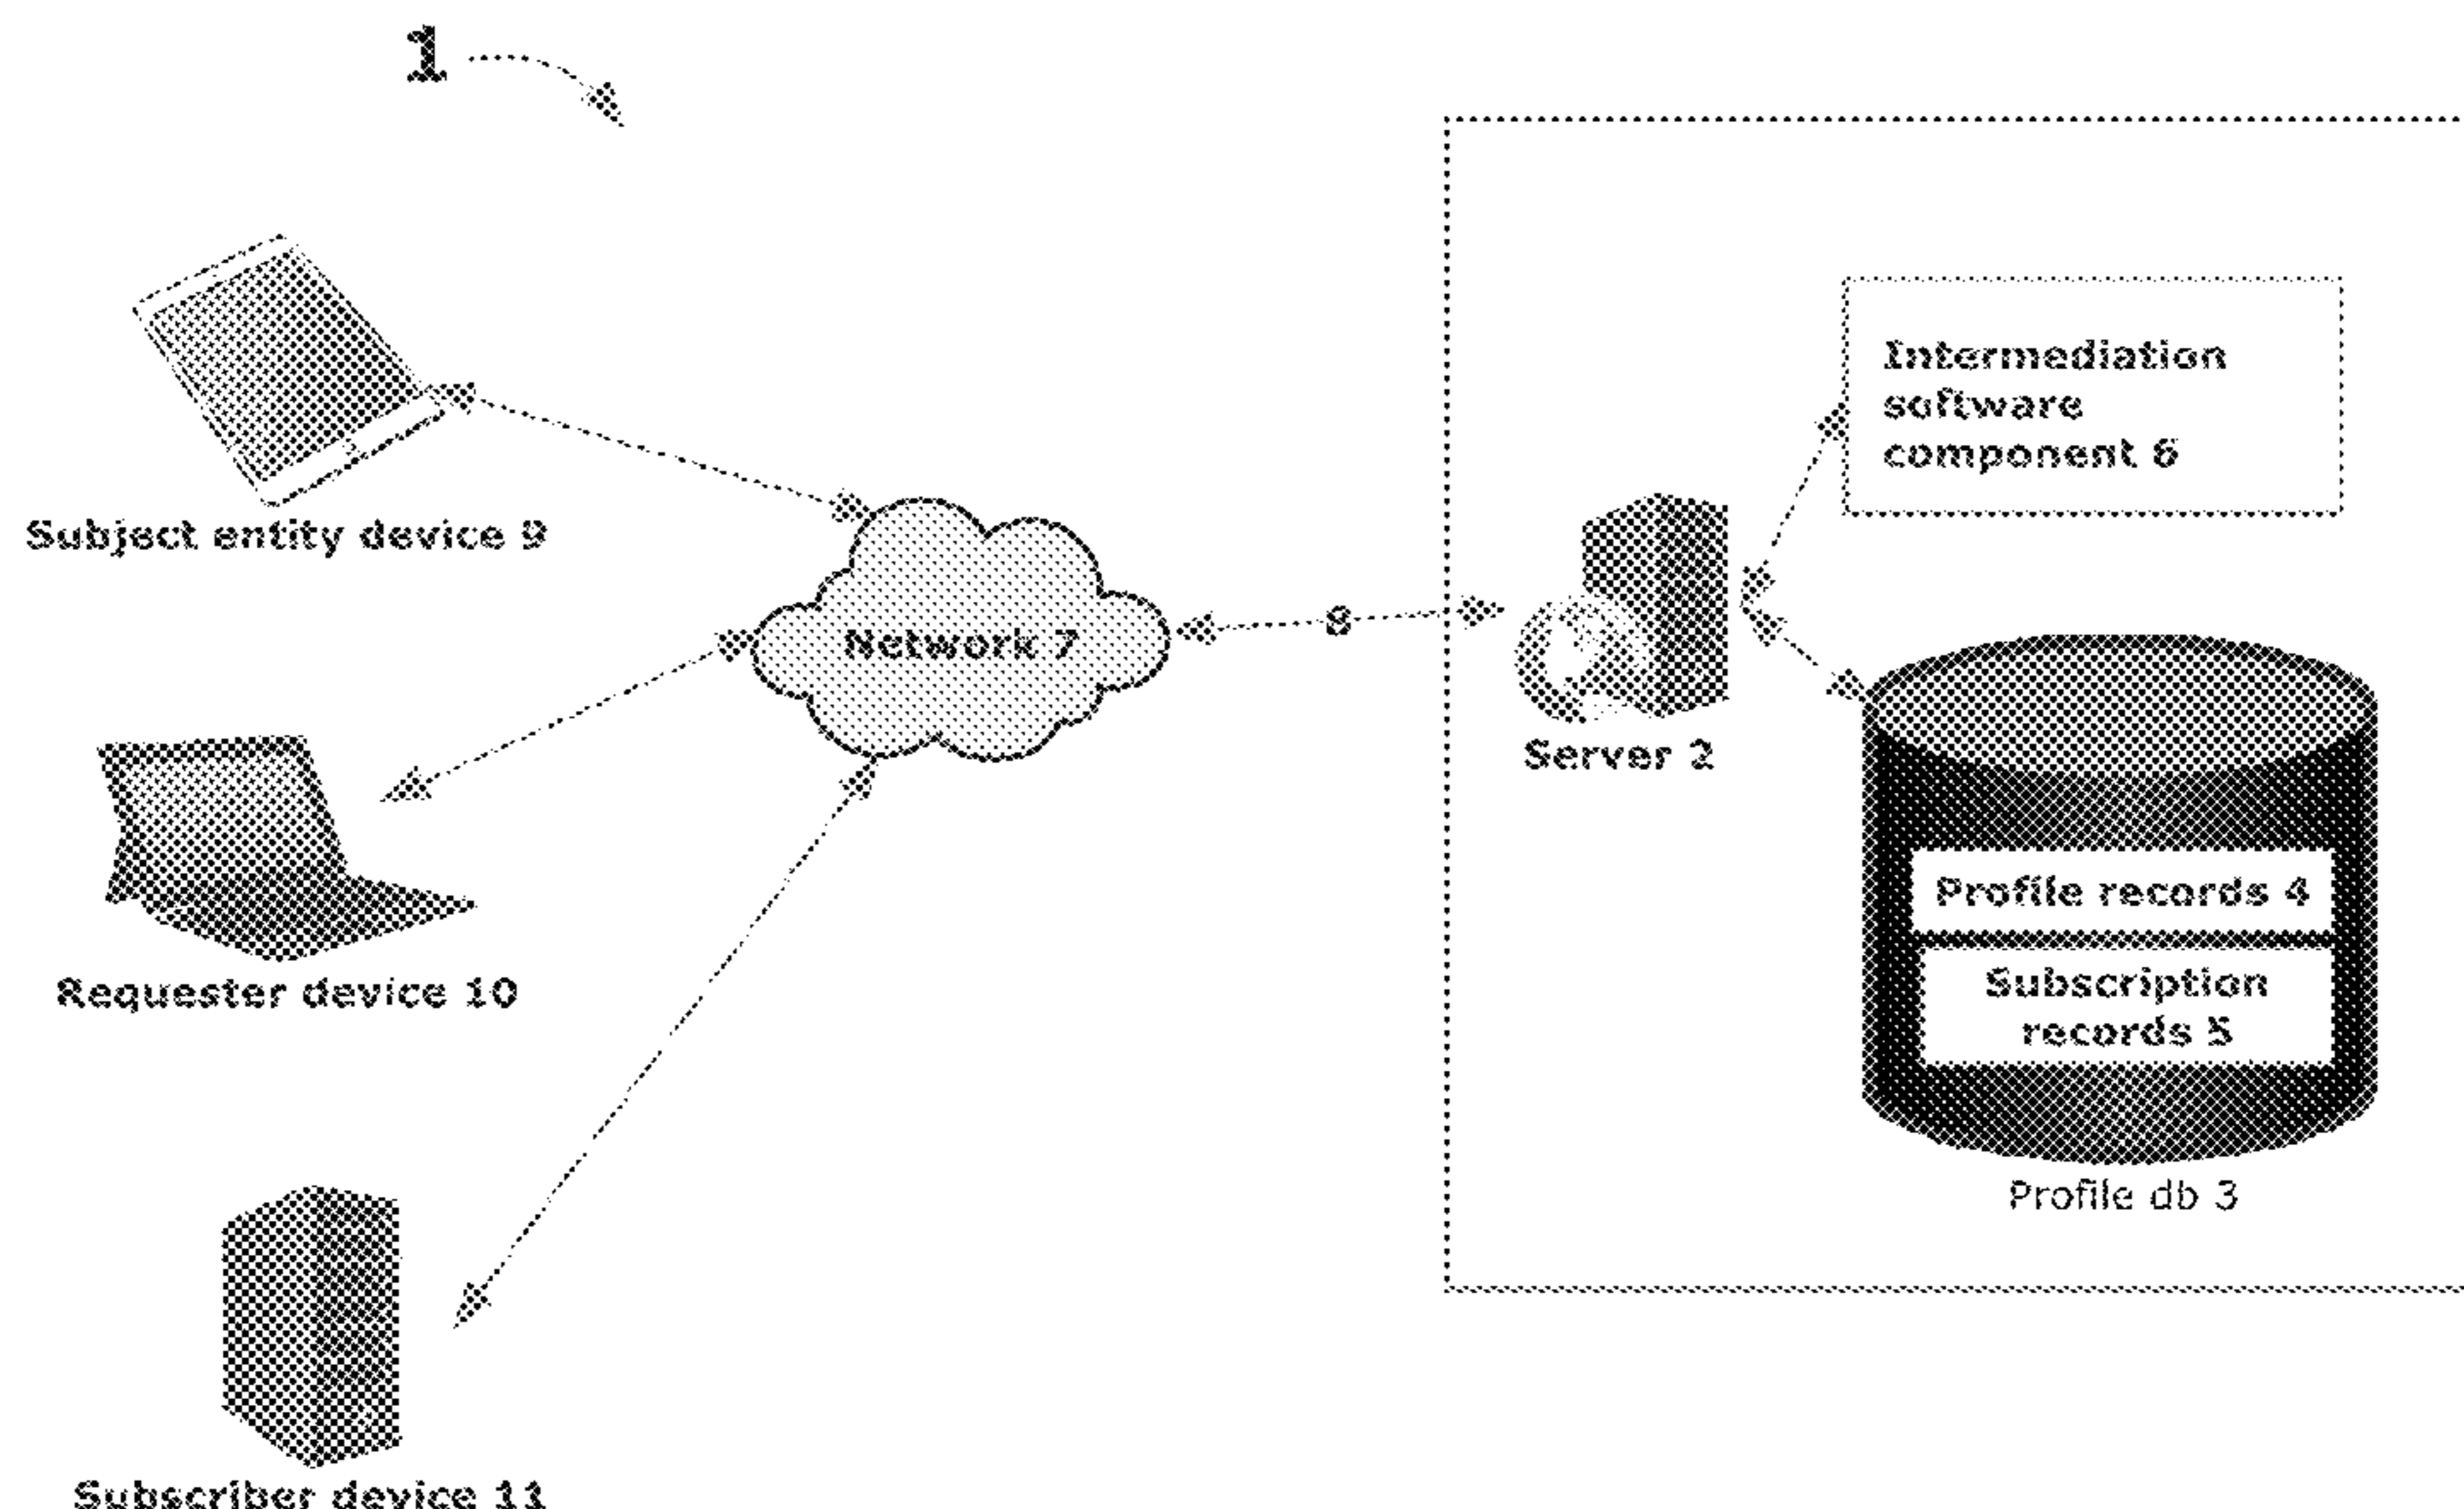 1
Intermediation
software
component 6
Subject entity device 9
Network 7
8
Server 2
Profile records 4
Subscription
records 5
Requester device 10
Profile db 3
Subscriber device 11